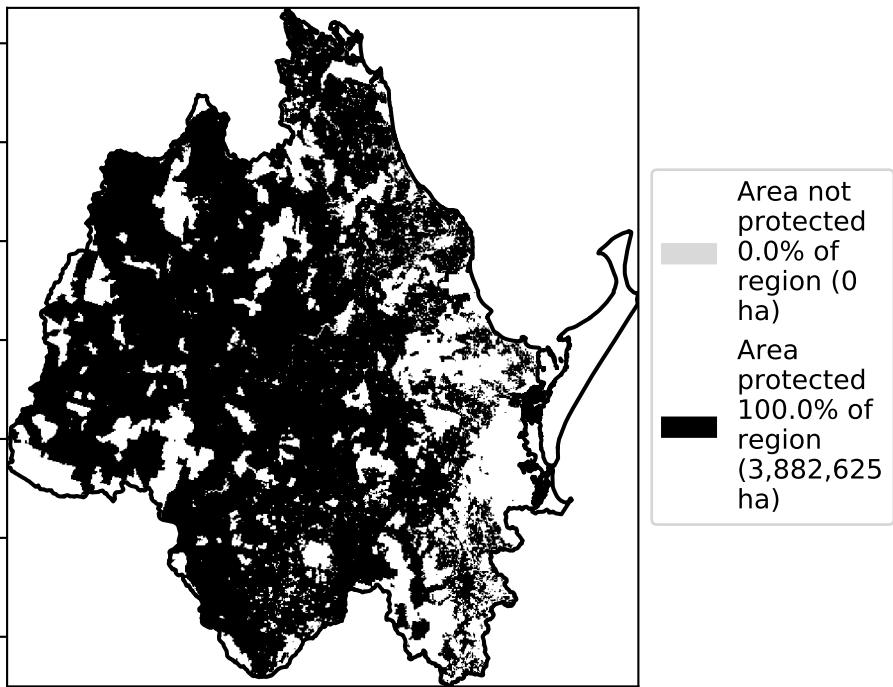 Area not
protected
0.0% of
region (0
ha)
Area
protected
100.0% of
region
(3,882,625
ha)